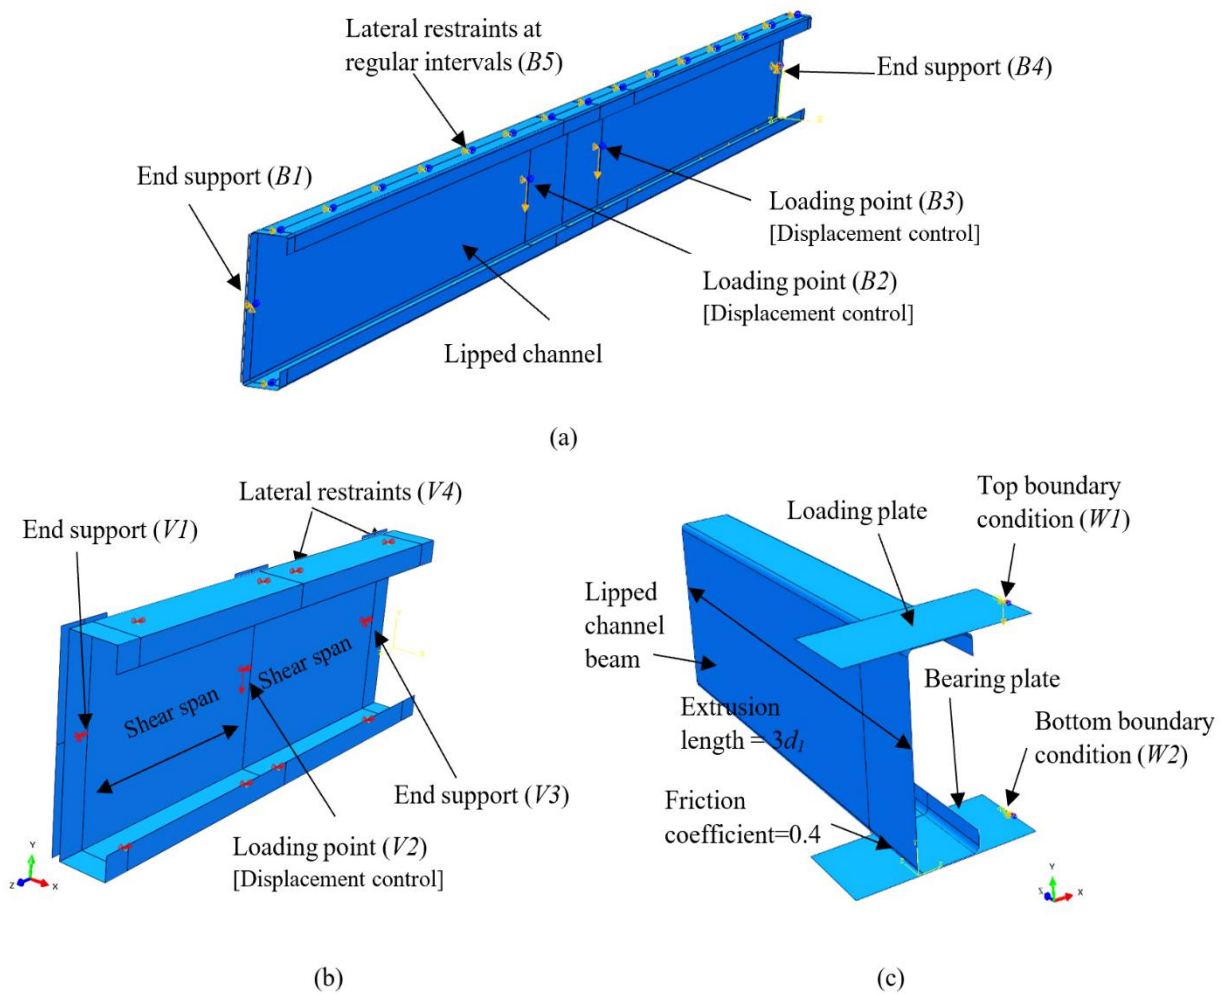 Lateral restraints at
regular intervals (B5)
End support (B4)
End support (B1)
Loading point (B3)
[Displacement control]
Loading point (B2)
[Displacement control]
Lipped channel
(a)
Lateral restraints (V4)
End support (V1)
Shear span
Shear span
End support (V3)
Loading point (V2)
[Displacement control]
Y
Z
X
(b)
Top boundary
condition (W1)
Loading plate
Lipped
channel
beam
Bearing plate
Extrusion
length = 3d₁
Bottom boundary
condition (W2)
Friction
coefficient=0.4
Y
Z
X
(c)